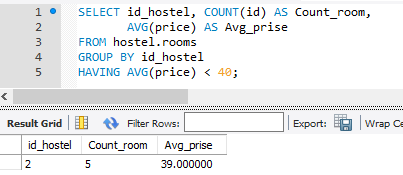 1 SELECT id_hostel, COUNT(id) AS Count_room,
2 AVG(price) AS Avg_prise
3 FROM hostel.rooms
4 GROUP BY id_hostel
5 HAVING AVG(price) < 40;
Result Grid Filter Rows: Export: Wrap Ce
id_hostel Count_room Avg_prise
2 5 39.000000